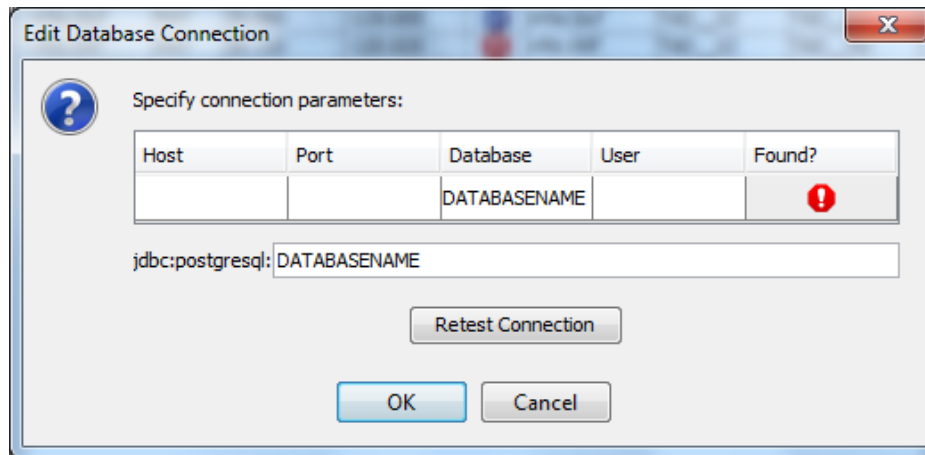 Edit Database Connection
Specify connection parameters:
Host Port Database User Found?
DATABASENAME
jdbc:postgresql: DATABASENAME
Retest Connection
OK Cancel